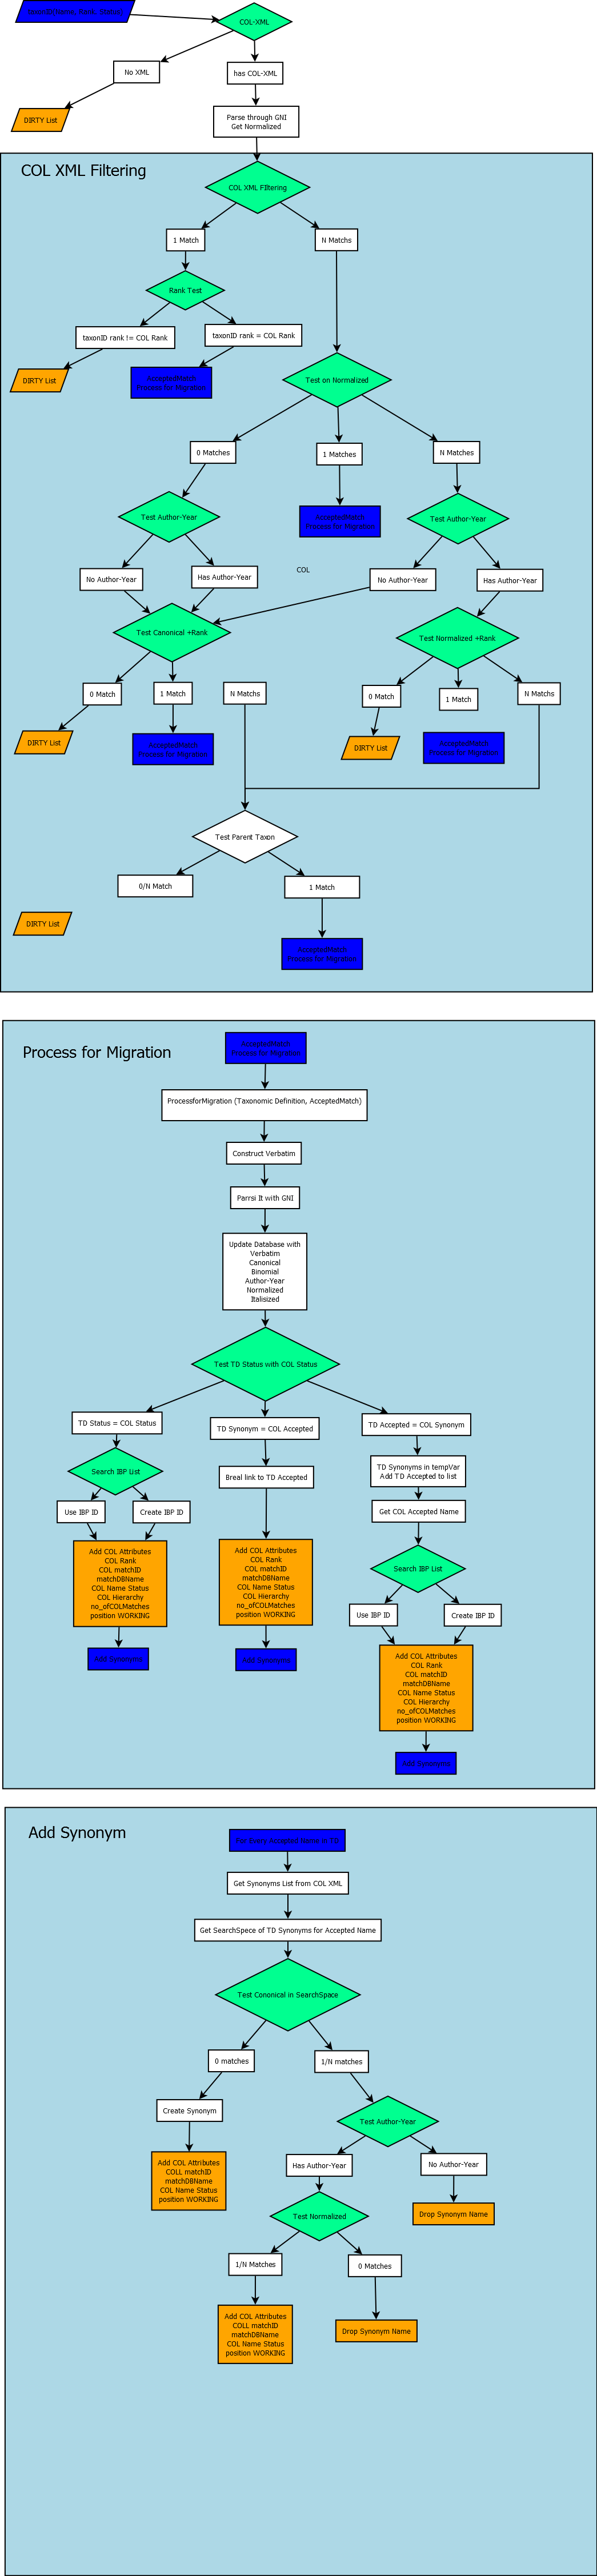 (Name, Rank, Status)
COL-XML
No XML
has COL-XML
DIRTY List
Parse through GNI
Get Normalized
COL XML Filtering
COL XML FIltering
1 Match
N Matchs
Rank Test
taxonID rank != COL Rank
taxonID rank = COL Rank
DIRTY List
AcceptedMatch
Process for Migration
Test on Normalized
0 Matches
1 Matches
N Matches
AcceptedMatch
Process for Migration
Test Author-Year
Test Author-Year
COL
No Author-Year
Has Author-Year
No Author-Year
Has Author-Year
Test Canonical +Rank
Test Normalized +Rank
0 Match
1 Match
N Matchs
0 Match
1 Match
N Matchs
DIRTY List
AcceptedMatch
Process for Migration
DIRTY List
AcceptedMatch
Process for Migration
Test Parent Taxon
0/N Match
1 Match
DIRTY List
AcceptedMatch
Process for Migration
Process for Migration
AcceptedMatch
Process for Migration
ProcessforMigration (Taxonomic Definition, AcceptedMatch)
Construct Verbatim
Parrsi It with GNI
Update Database with
Verbatim
Canonical
Binomial
Author-Year
Normalized
Italisized
Test TD Status with COL Status
TD Status = COL Status
TD Synonym = COL Accepted
TD Accepted = COL Synonym
Search IBP List
Breal link to TD Accepted
TD Synonyms in tempVar
Add TD Accepted to list
Use IBP ID
Create IBP ID
Get COL Accepted Name
Add COL Attributes
COL Rank
COL matchID
matchDBName
COL Name Status
COL Hierarchy
no_ofCOLMatches
position WORKING
Add COL Attributes
COL Rank
COL matchID
matchDBName
COL Name Status
COL Hierarchy
no_ofCOLMatches
position WORKING
Search IBP List
Use IBP ID
Create IBP ID
Add Synonyms
Add Synonyms
Add COL Attributes
COL Rank
COL matchID
matchDBName
COL Name Status
COL Hierarchy
no_ofCOLMatches
position WORKING
Add Synonyms
Add Synonym
For Every Accepted Name in TD
Get Synonyms List from COL XML
Get SearchSpece of TD Synonyms for Accepted Name
Test Cononical in SearchSpace
0 matches
1/N matches
Create Synonym
Test Author-Year
Add COL Attributes
COLL matchID
matchDBName
COL Name Status
position WORKING
Has Author-Year
No Author-Year
Test Normalized
Drop Synonym Name
1/N Matches
0 Matches
Add COL Attributes
COLL matchID
matchDBName
COL Name Status
position WORKING
Drop Synonym Name